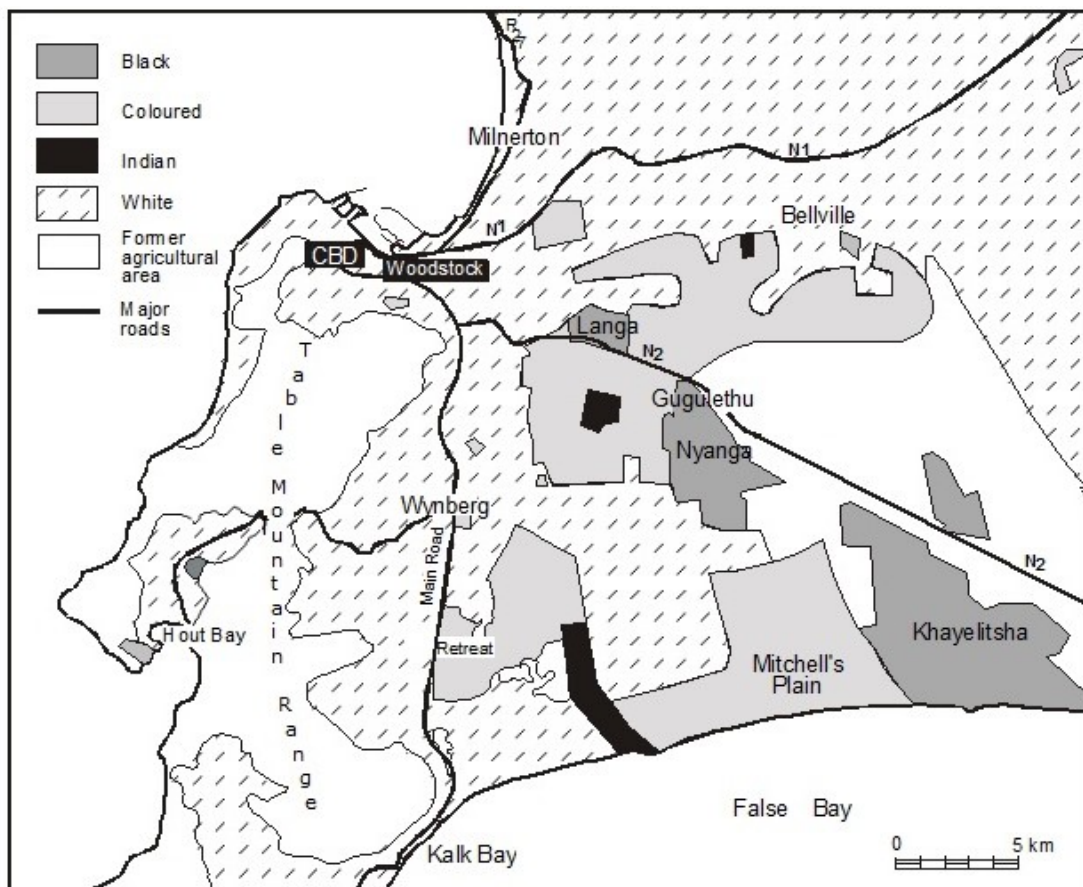 Black
Coloured
Indian
White
Former
agricultural
area
Major
roads
R27
Milnerton
N1
N1
Bellville
CBD
Woodstock
Langa
N2
Gugulethu
Nyanga
Table Mountain Range
Wynberg
Main Road
N2
Khayelitsha
Hout Bay
Retreat
Mitchell's
Plain
False Bay
Kalk Bay
0 5 km